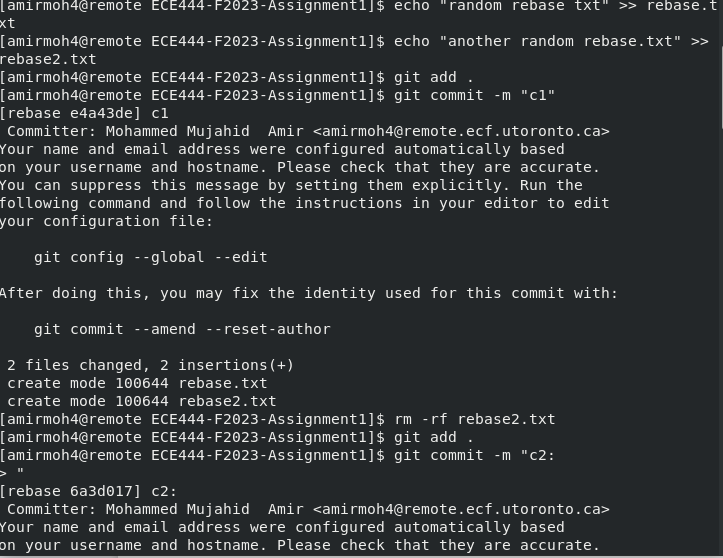 [amirmoh4@remote ECE444-F2023-Assignment1]$ echo "random rebase txt" >> rebase.t
xt
[amirmoh4@remote ECE444-F2023-Assignment1]$ echo "another random rebase.txt" >>
rebase2.txt
[amirmoh4@remote ECE444-F2023-Assignment1]$ git add .
[amirmoh4@remote ECE444-F2023-Assignment1]$ git commit -m "c1"
[rebase e4a43de] c1
 Committer: Mohammed Mujahid  Amir <amirmoh4@remote.ecf.utoronto.ca>
Your name and email address were configured automatically based
on your username and hostname. Please check that they are accurate.
You can suppress this message by setting them explicitly. Run the
following command and follow the instructions in your editor to edit
your configuration file:
    git config --global --edit
After doing this, you may fix the identity used for this commit with:
    git commit --amend --reset-author
 2 files changed, 2 insertions(+)
 create mode 100644 rebase.txt
 create mode 100644 rebase2.txt
[amirmoh4@remote ECE444-F2023-Assignment1]$ rm -rf rebase2.txt
[amirmoh4@remote ECE444-F2023-Assignment1]$ git add .
[amirmoh4@remote ECE444-F2023-Assignment1]$ git commit -m "c2:
> "
[rebase 6a3d017] c2:
 Committer: Mohammed Mujahid  Amir <amirmoh4@remote.ecf.utoronto.ca>
Your name and email address were configured automatically based
on your username and hostname. Please check that they are accurate.